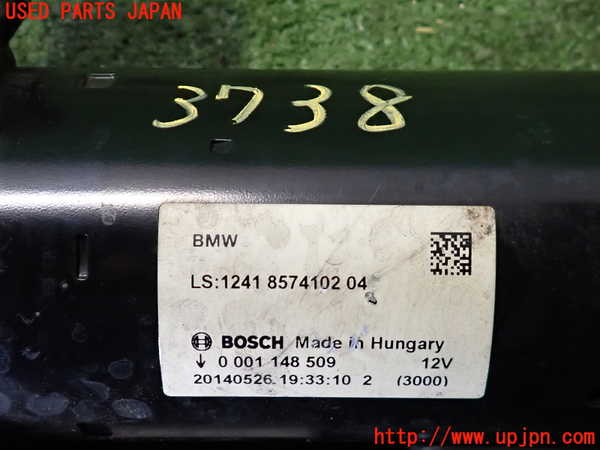 USED PARTS JAPAN
3738
BMW
LS:1241 8574102 04
BOSCH Made in Hungary
↓ 0 001 148 509 12V
20140526 19:33:10 2 (3000)
http://www.upjpn.com/